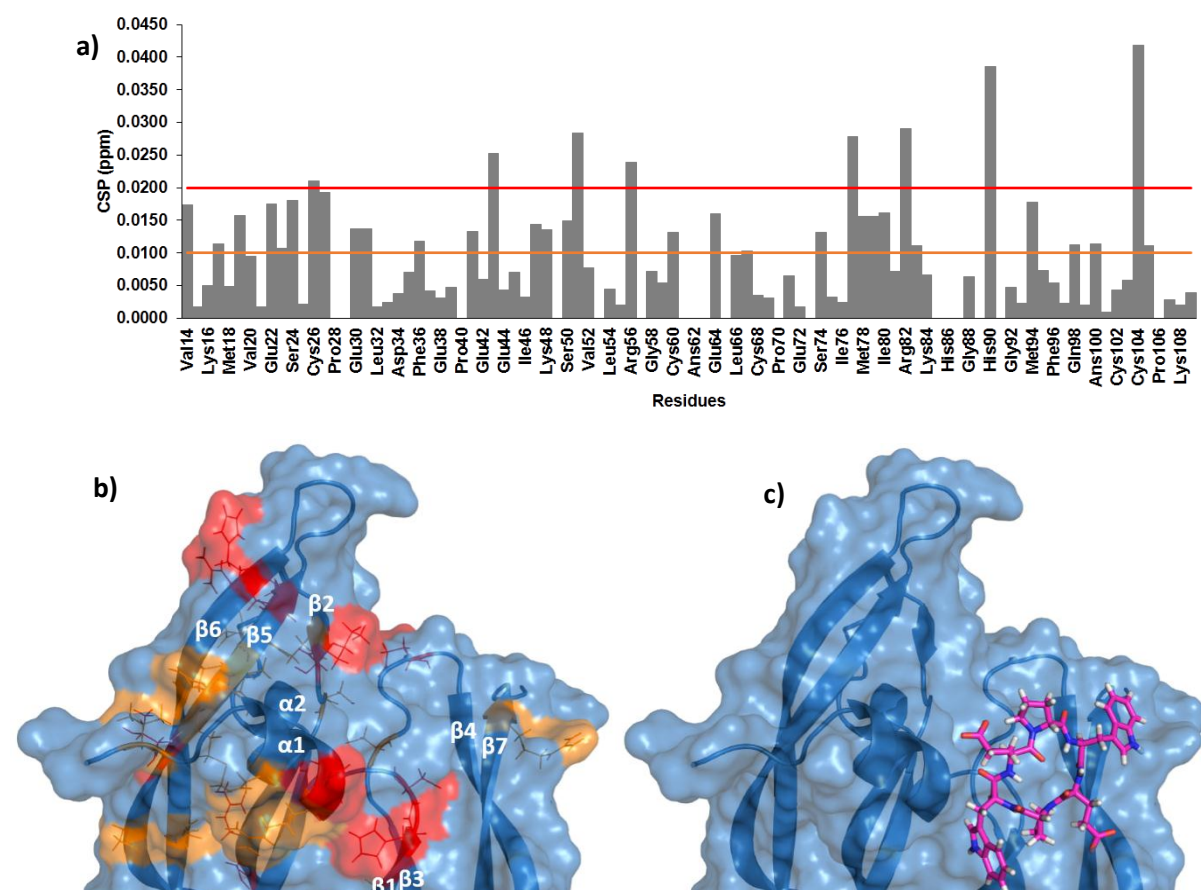 a)
CSP (ppm)
0.0450
0.0400
0.0350
0.0300
0.0250
0.0200
0.0150
0.0100
0.0050
0.0000
Val14 Lys16 Met18 Val20 Glu22 Ser24 Cys26 Pro28 Glu30 Leu32 Asp34 Phe36 Glu38 Pro40 Glu42 Glu44 Ile46 Lys48 Ser50 Val52 Leu54 Arg56 Gly58 Cys60 Ans62 Glu64 Leu66 Cys68 Pro70 Glu72 Ser74 Ile76 Met78 Ile80 Arg82 Lys84 His86 Gly88 His90 Gly92 Met94 Phe96 Gln98 Ans100 Cys102 Cys104 Pro106 Lys108
Residues
b)
c)
β2
β6
β5
α2
α1
β4
β7
β1
β3